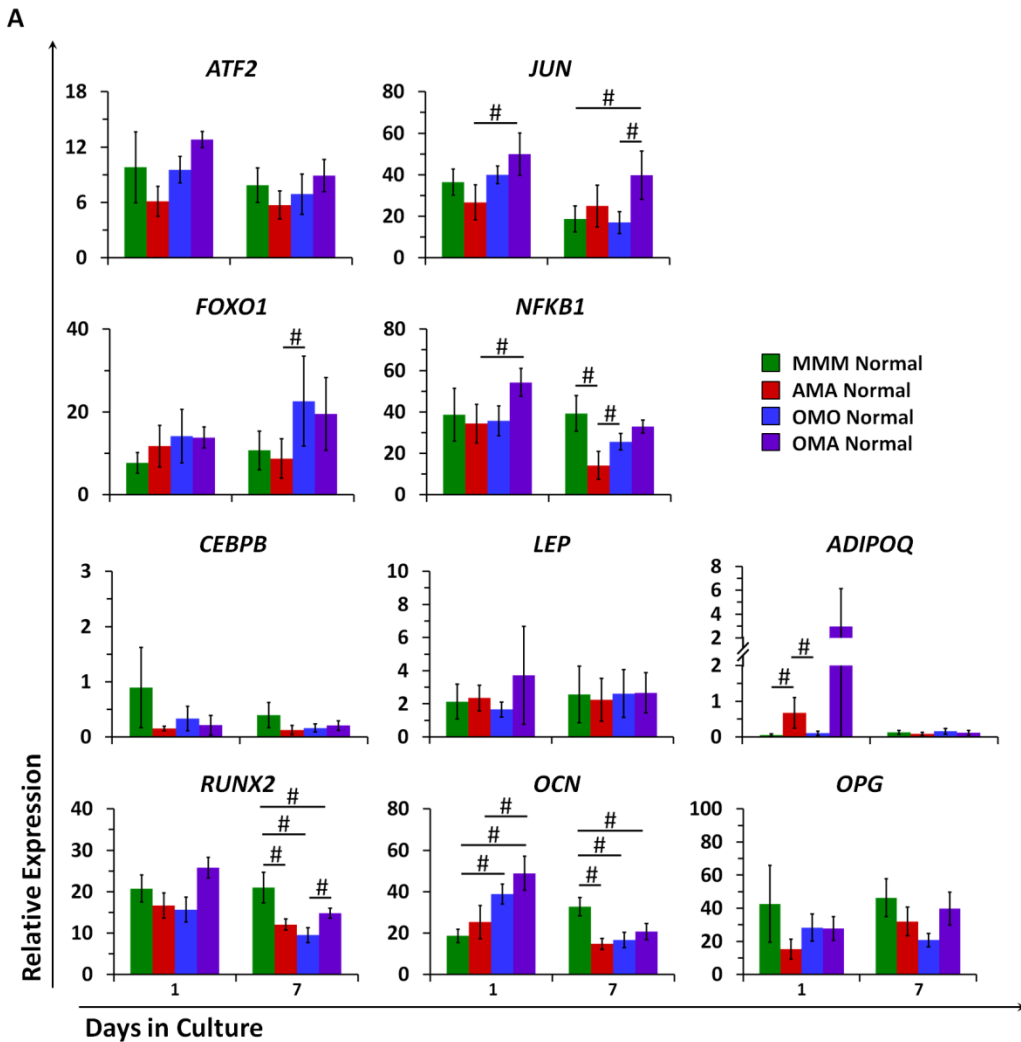 A
ATF2 JUN
18 12 6 0
80 60 40 20 0
# # #
FOXO1 NFKB1
40 20 0
80 60 40 20 0
# # # #
MMM Normal
AMA Normal
OMO Normal
OMA Normal
CEBPB LEP ADIPOQ
3 2 1 0
10 8 6 4 2 0
8 6 4 2 2 1 0
# #
RUNX2 OCN OPG
40 30 20 10 0
# # # #
80 60 40 20 0
# # # # # #
100 80 60 40 20 0
1 7 1 7 1 7
Relative Expression
Days in Culture